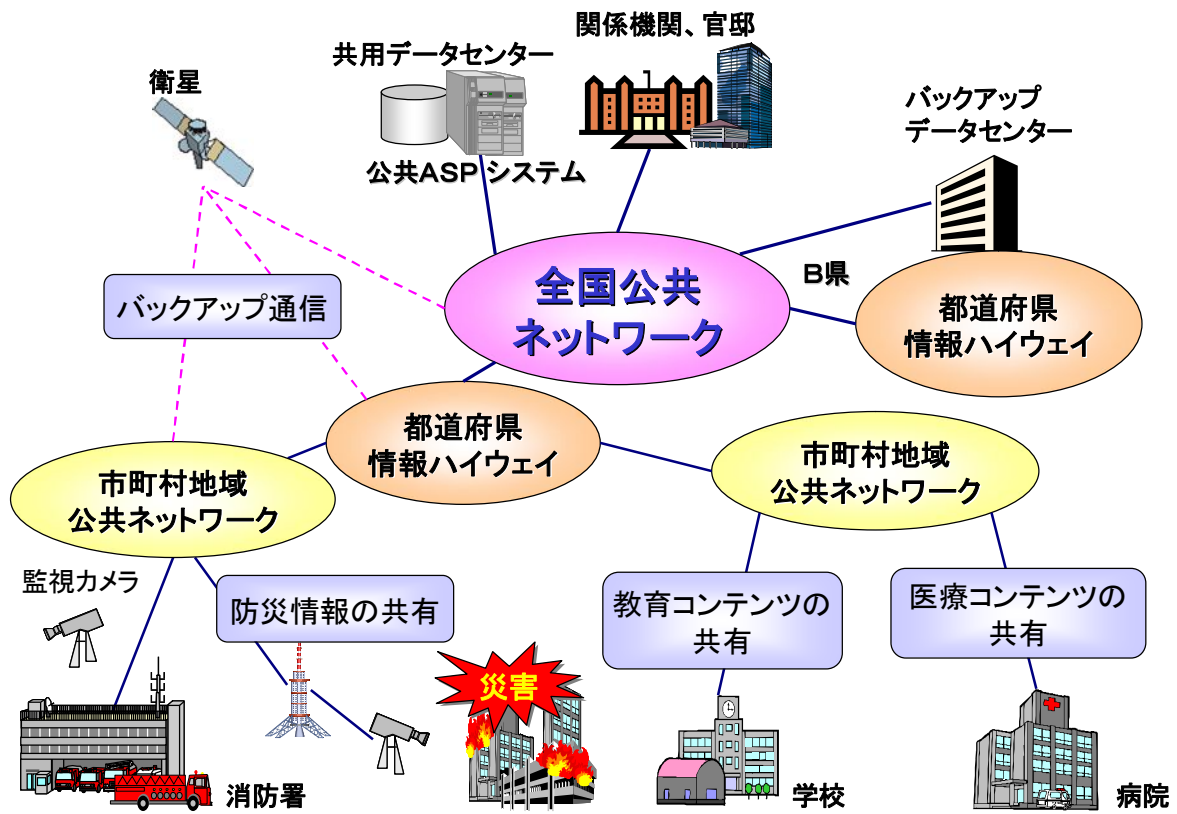 関係機関、官邸
共用データセンター
衛星
バックアップ
データセンター
公共ASPシステム
全国公共
ネットワーク
B県
都道府県
情報ハイウェイ
バックアップ通信
都道府県
情報ハイウェイ
市町村地域
公共ネットワーク
市町村地域
公共ネットワーク
監視カメラ
防災情報の共有
教育コンテンツの
共有
医療コンテンツの
共有
災害
消防署
学校
病院